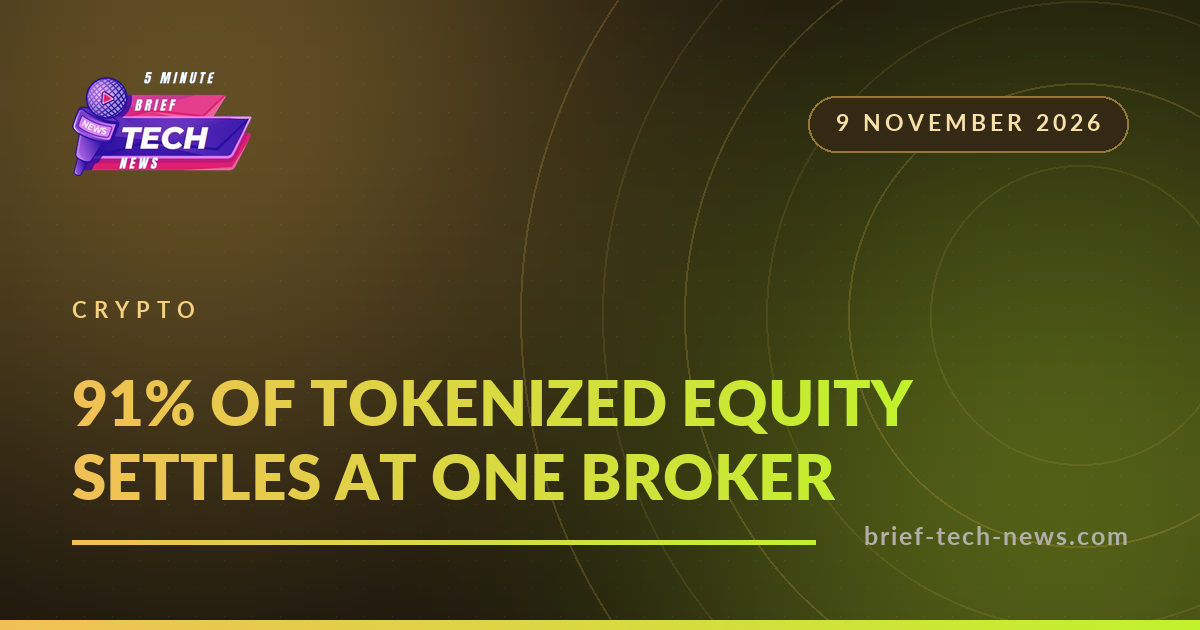 5 MINUTE
BRIEF
NEWS
TECH
NEWS
9 NOVEMBER 2026
CRYPTO
91% OF TOKENIZED EQUITY
SETTLES AT ONE BROKER
brief-tech-news.com